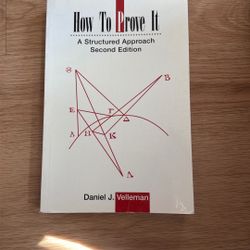 How To Prove It
A Structured Approach
Second Edition
Θ
B
E
Γ
A
Δ
H
K
Λ
Daniel J. Velleman